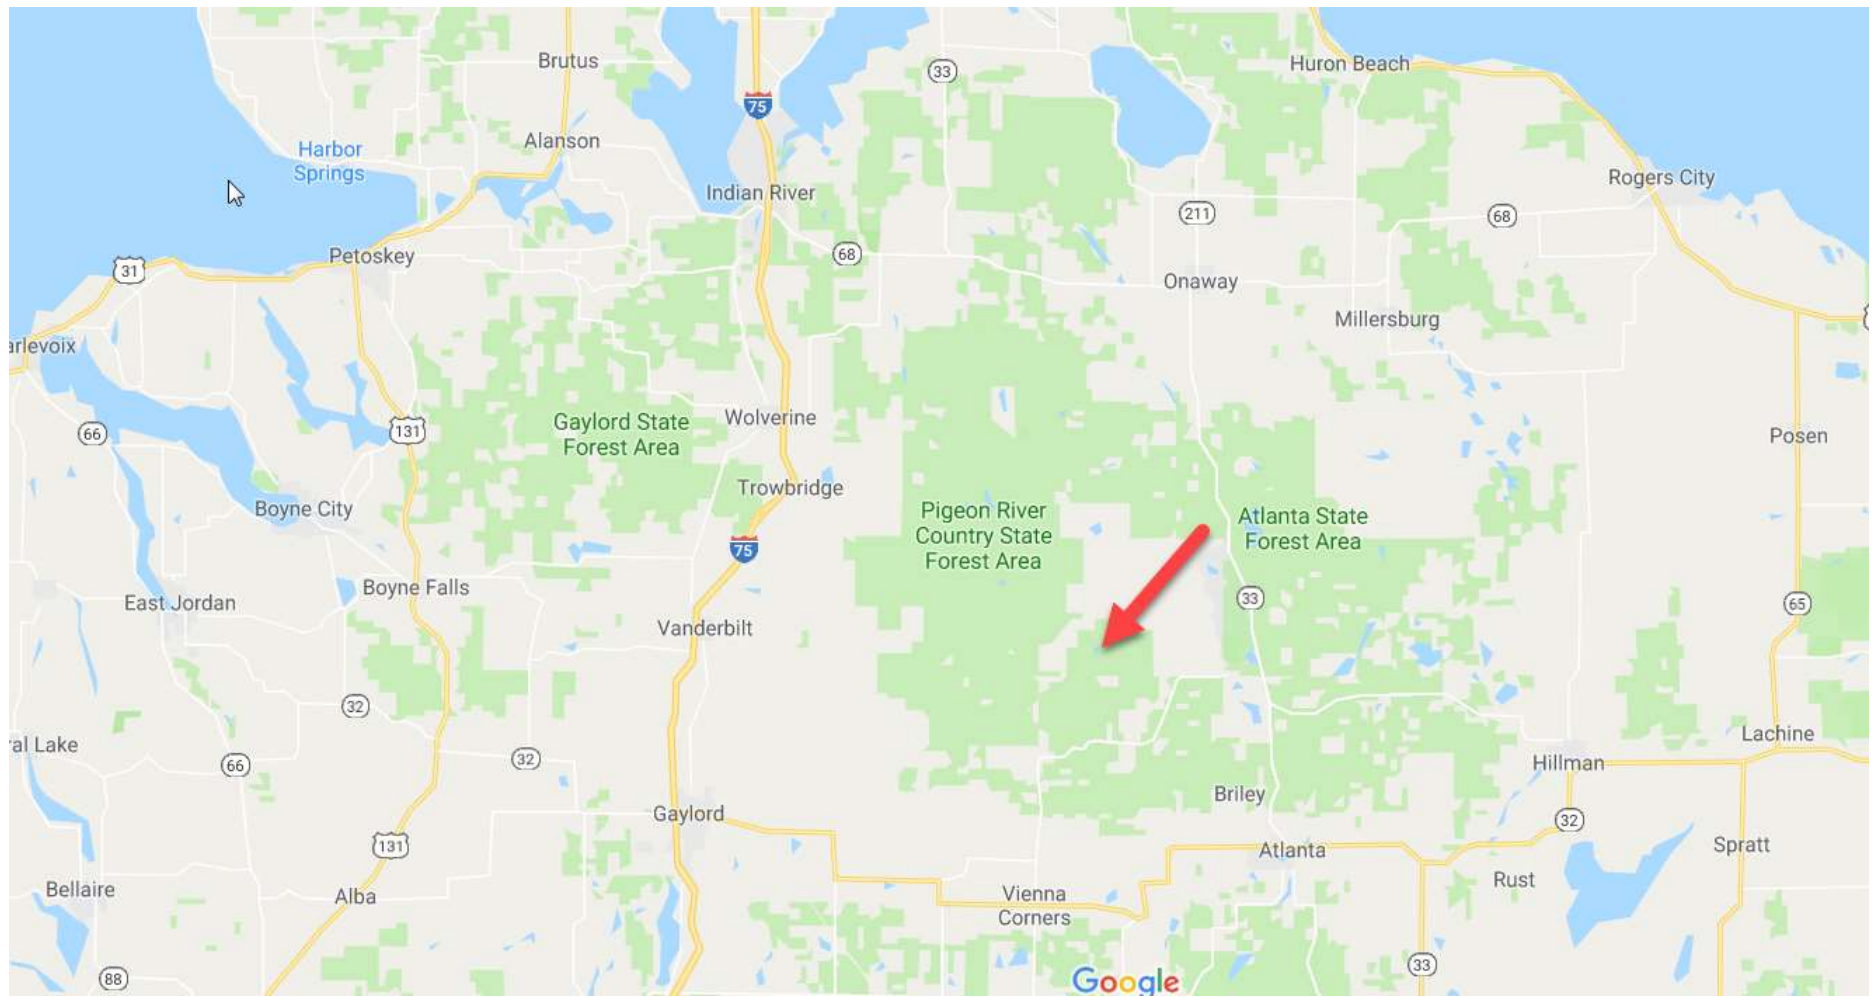 Brutus
33
Huron Beach
75
Alanson
Harbor
Springs
Rogers City
Indian River
211
68
Petoskey
68
31
Onaway
Millersburg
arlevoix
Gaylord State
Forest Area
Wolverine
66
131
Posen
Trowbridge
Boyne City
Pigeon River
Country State
Forest Area
Atlanta State
Forest Area
75
Boyne Falls
East Jordan
33
65
Vanderbilt
32
Lachine
ral Lake
66
32
Hillman
Briley
Gaylord
32
131
Atlanta
Spratt
Bellaire
Alba
Rust
Vienna
Corners
88
33
Google